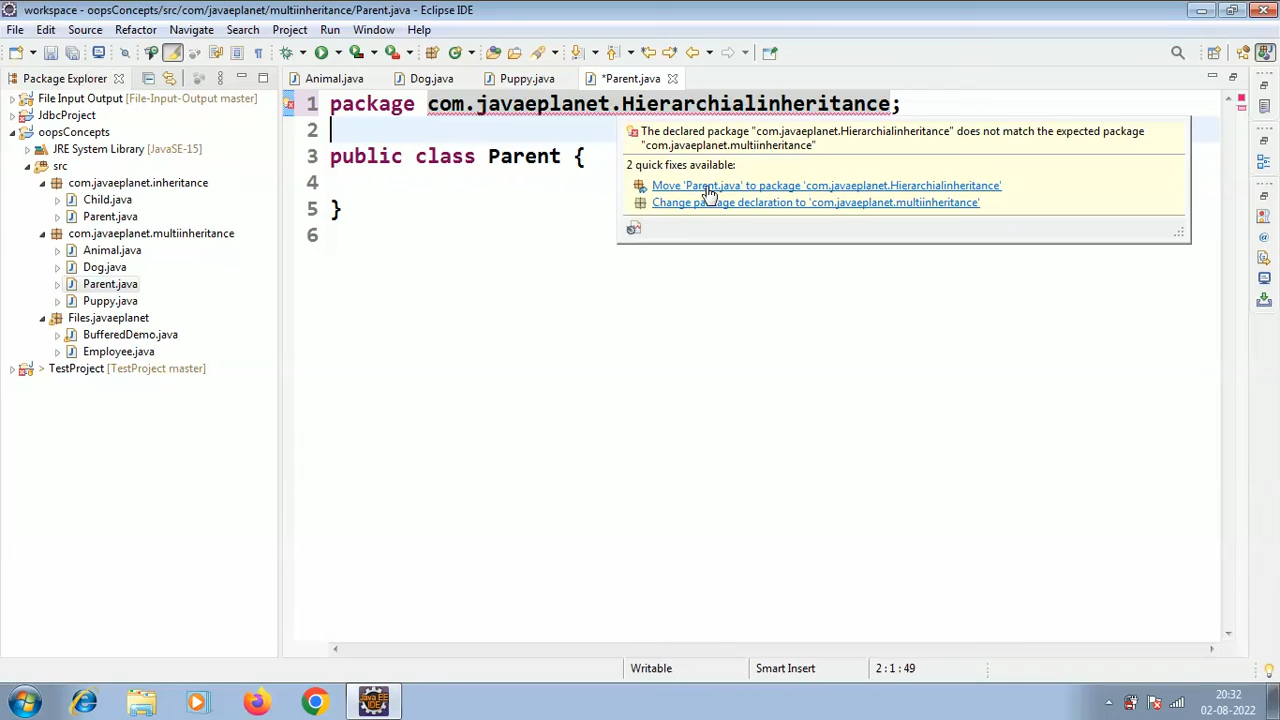 workspace - oopsConcepts/src/com/javaeplanet/multiinheritance/Parent.java - Eclipse IDE
File Edit Source Refactor Navigate Search Project Run Window Help
Package Explorer
Animal.java Dog.java Puppy.java *Parent.java
File Input Output [File-Input-Output master]
JdbcProject
oopsConcepts
JRE System Library [JavaSE-15]
src
com.javaeplanet.inheritance
Child.java
Parent.java
com.javaeplanet.multiinheritance
Animal.java
Dog.java
Parent.java
Puppy.java
Files.javaeplanet
BufferedDemo.java
Employee.java
> TestProject [TestProject master]
1 package com.javaeplanet.Hierarchialinheritance;
2
3 public class Parent {
4
5 }
6
The declared package "com.javaeplanet.Hierarchialinheritance" does not match the expected package
"com.javaeplanet.multiinheritance"
2 quick fixes available:
Move 'Parent.java' to package 'com.javaeplanet.Hierarchialinheritance'
Change package declaration to 'com.javaeplanet.multiinheritance'
Writable Smart Insert 2 : 1 : 49
Java EE
IDE
20:32
02-08-2022